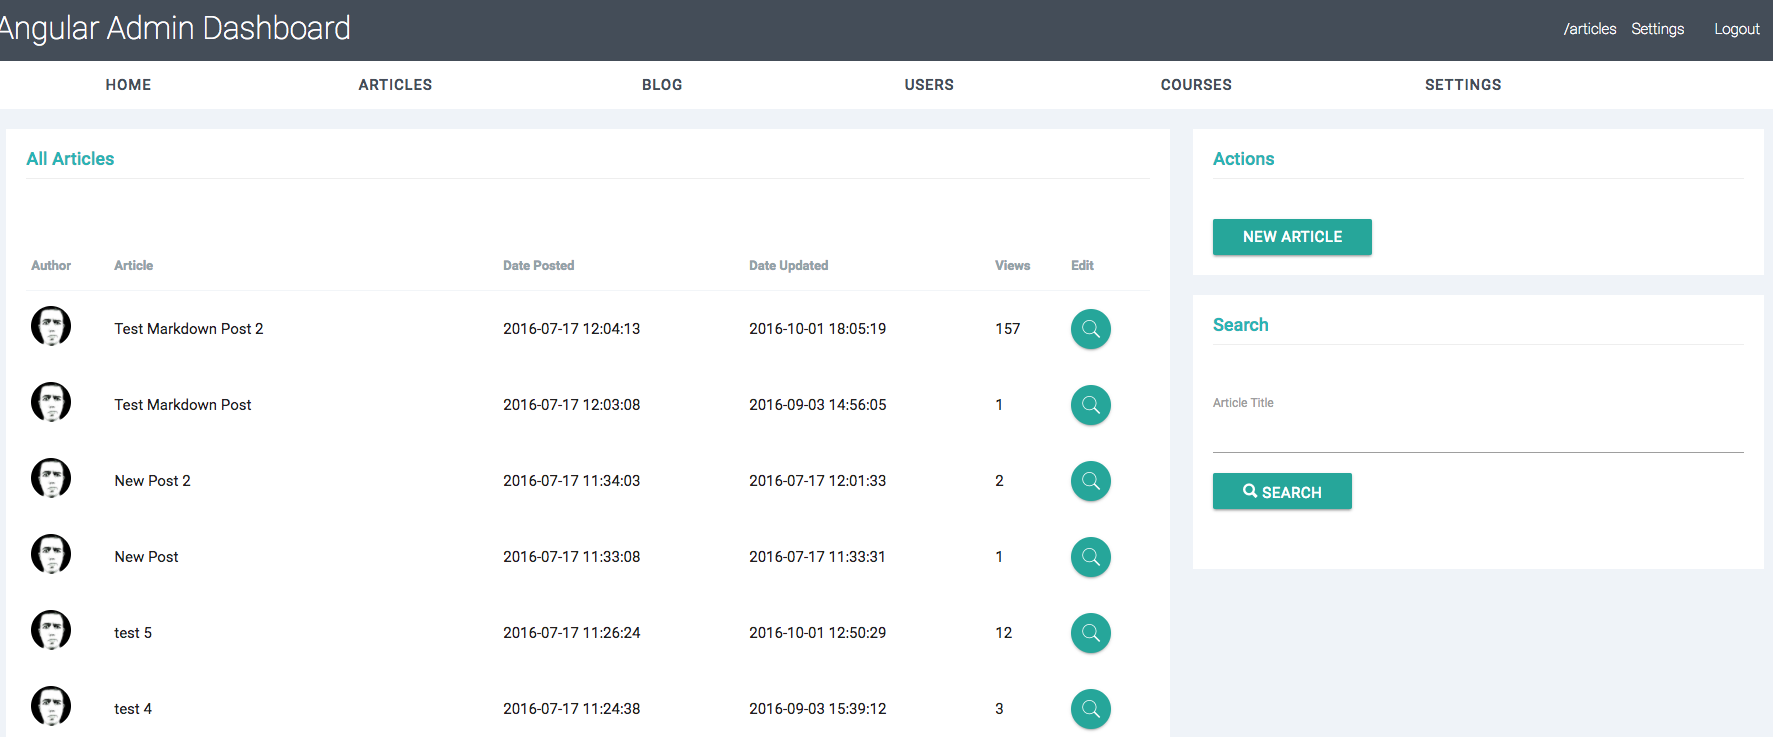 Angular Admin Dashboard
/articles Settings Logout
HOME ARTICLES BLOG USERS COURSES SETTINGS
All Articles
Author Article Date Posted Date Updated Views Edit
Test Markdown Post 2 2016-07-17 12:04:13 2016-10-01 18:05:19 157
Test Markdown Post 2016-07-17 12:03:08 2016-09-03 14:56:05 1
New Post 2 2016-07-17 11:34:03 2016-07-17 12:01:33 2
New Post 2016-07-17 11:33:08 2016-07-17 11:33:31 1
test 5 2016-07-17 11:26:24 2016-10-01 12:50:29 12
test 4 2016-07-17 11:24:38 2016-09-03 15:39:12 3
Actions
NEW ARTICLE
Search
Article Title
SEARCH